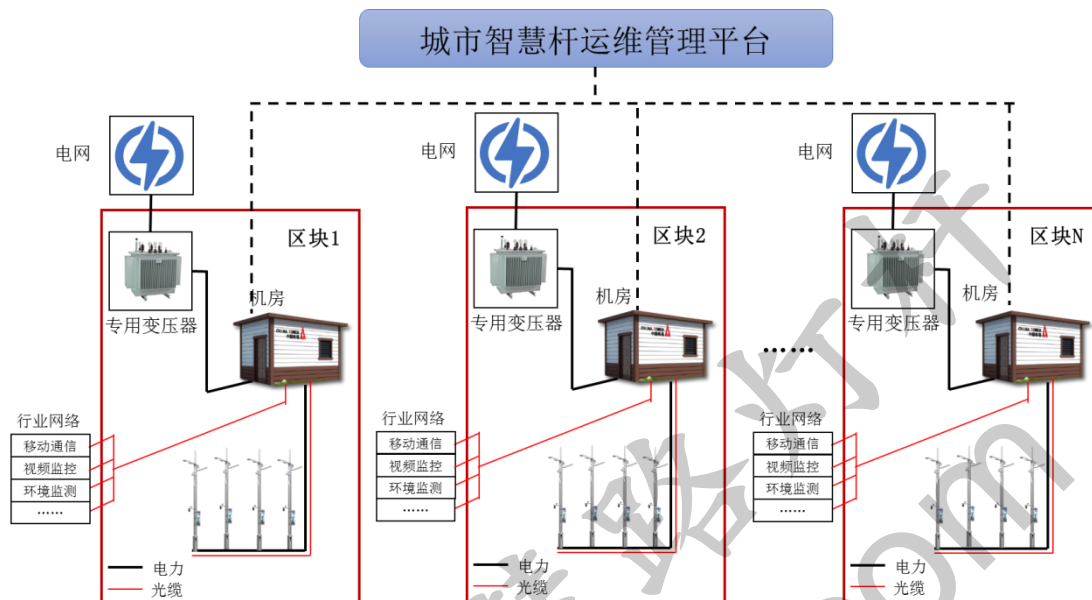 城市智慧杆运维管理平台
电网
电网
电网
区块1
区块2
区块N
机房
机房
机房
专用变压器
专用变压器
专用变压器
······
行业网络
移动通信
视频监控
环境监测
······
行业网络
移动通信
视频监控
环境监测
······
行业网络
移动通信
视频监控
环境监测
······
电力
光缆
电力
光缆
电力
光缆
路灯杆
om